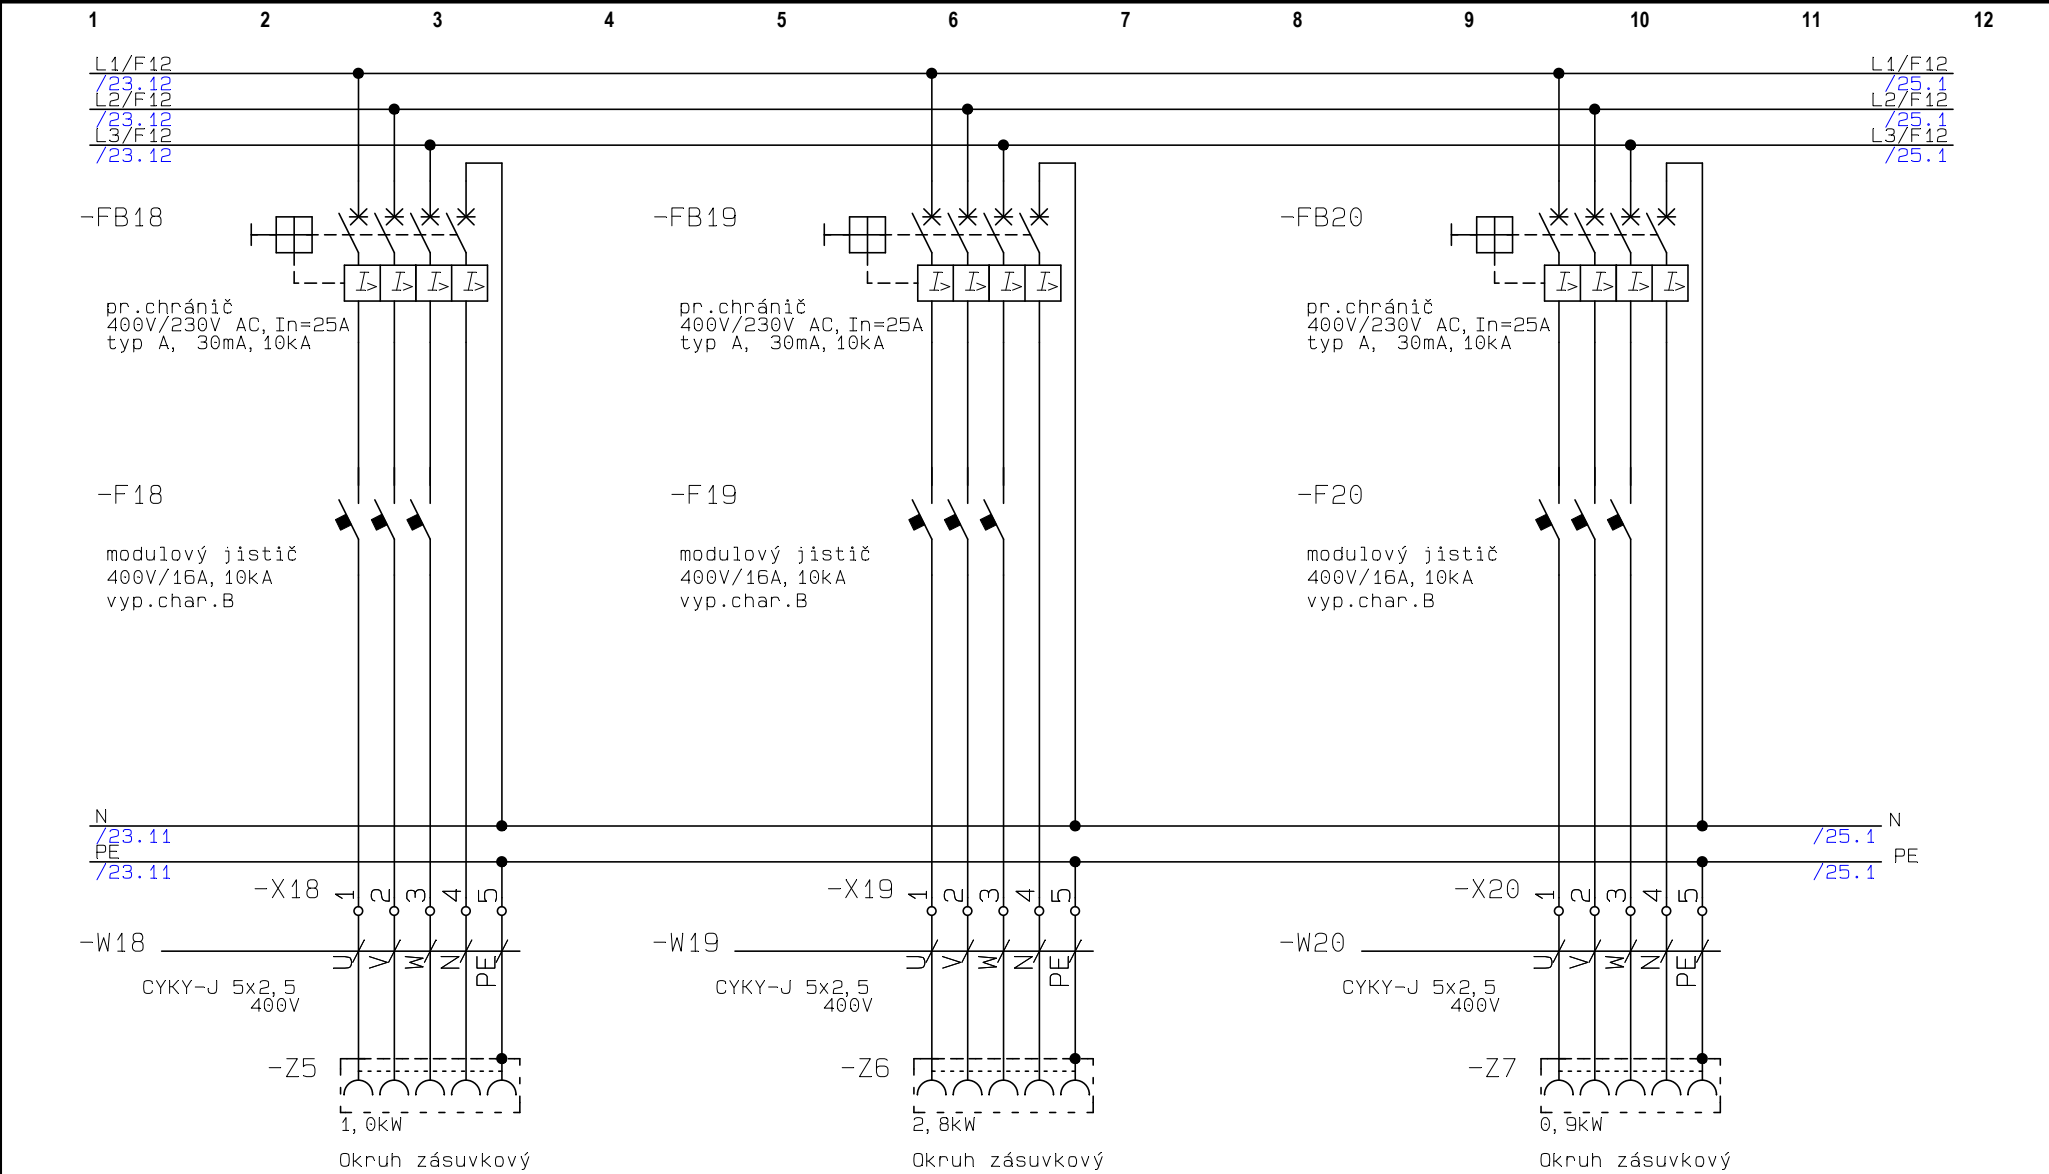 1 2 3 4 5 6 7 8 9 10 11 12
L1/F12 L1/F12
/23.12 /25.1
L2/F12 L2/F12
/23.12 /25.1
L3/F12 L3/F12
/23.12 /25.1
-FB18 -FB19 -FB20
I> I> I> I> I> I> I> I> I> I> I> I>
pr.chránič pr.chránič pr.chránič
400V/230V AC, In=25A 400V/230V AC, In=25A 400V/230V AC, In=25A
typ A, 30mA, 10kA typ A, 30mA, 10kA typ A, 30mA, 10kA
-F18 -F19 -F20
modulový jistič modulový jistič modulový jistič
400V/16A, 10kA 400V/16A, 10kA 400V/16A, 10kA
vyp.char.B vyp.char.B vyp.char.B
N N
/23.11 /25.1
PE PE
/23.11 /25.1
-X18 1 2 3 4 5 -X19 1 2 3 4 5 -X20 1 2 3 4 5
-W18 -W19 -W20
U V W N PE U V W N PE U V W N PE
CYKY-J 5x2,5 CYKY-J 5x2,5 CYKY-J 5x2,5
400V 400V 400V
-Z5 -Z6 -Z7
1,0kW 2,8kW 0,9kW
Okruh zásuvkový Okruh zásuvkový Okruh zásuvkový